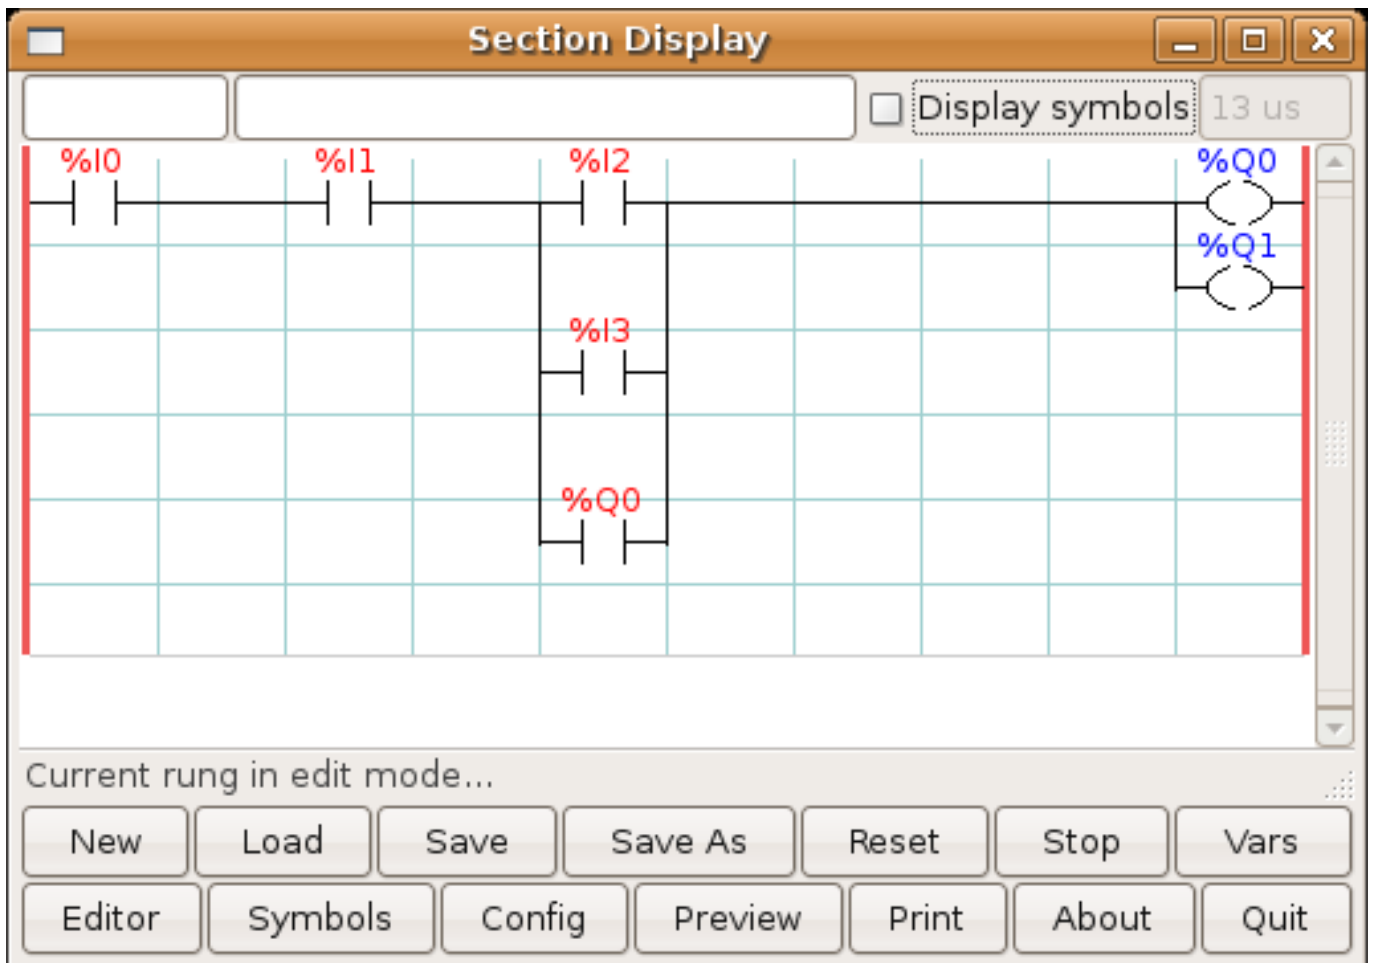 Section Display
Display symbols 13 us
%I0 %I1 %I2 %Q0
%Q1
%I3
%Q0
Current rung in edit mode...
New Load Save Save As Reset Stop Vars
Editor Symbols Config Preview Print About Quit